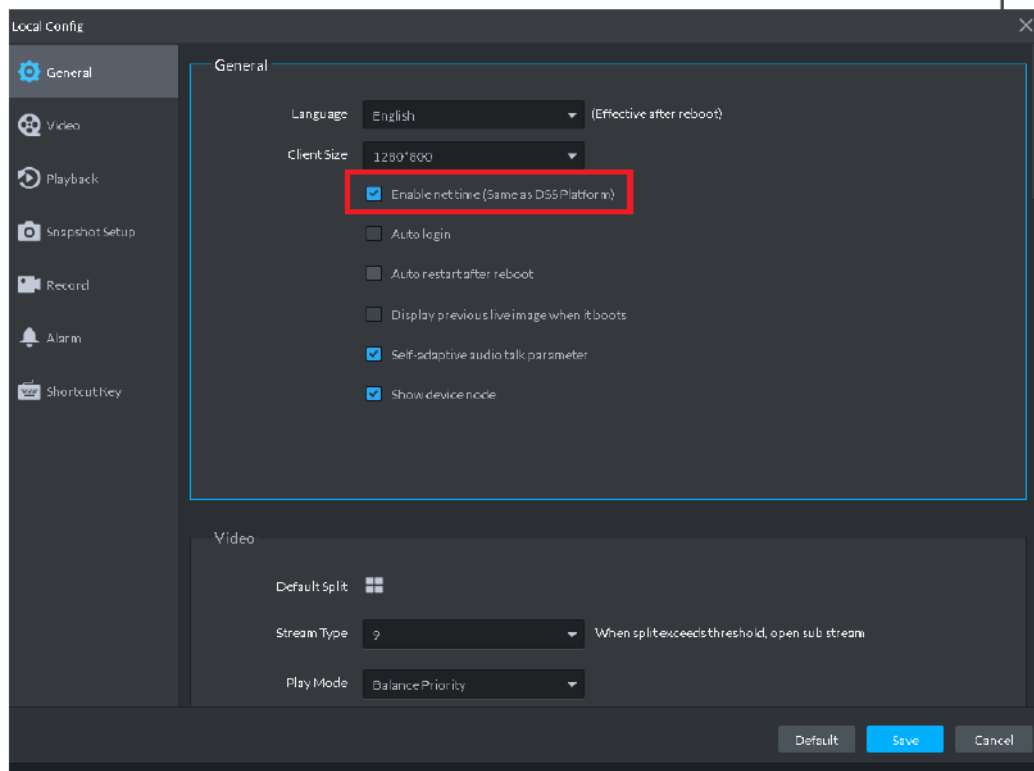 Local Config
General
Video
Playback
Snapshot Setup
Record
Alarm
Shortcut Key
General
Language English (Effective after reboot)
Client Size 1280*800
Enable net time (Same as DSS Platform)
Auto login
Auto restart after reboot
Display previous live image when it boots
Self-adaptive audio talk parameter
Show device node
Video
Default Split
Stream Type 9 When split exceeds threshold, open sub stream
Play Mode Balance Priority
Default Save Cancel